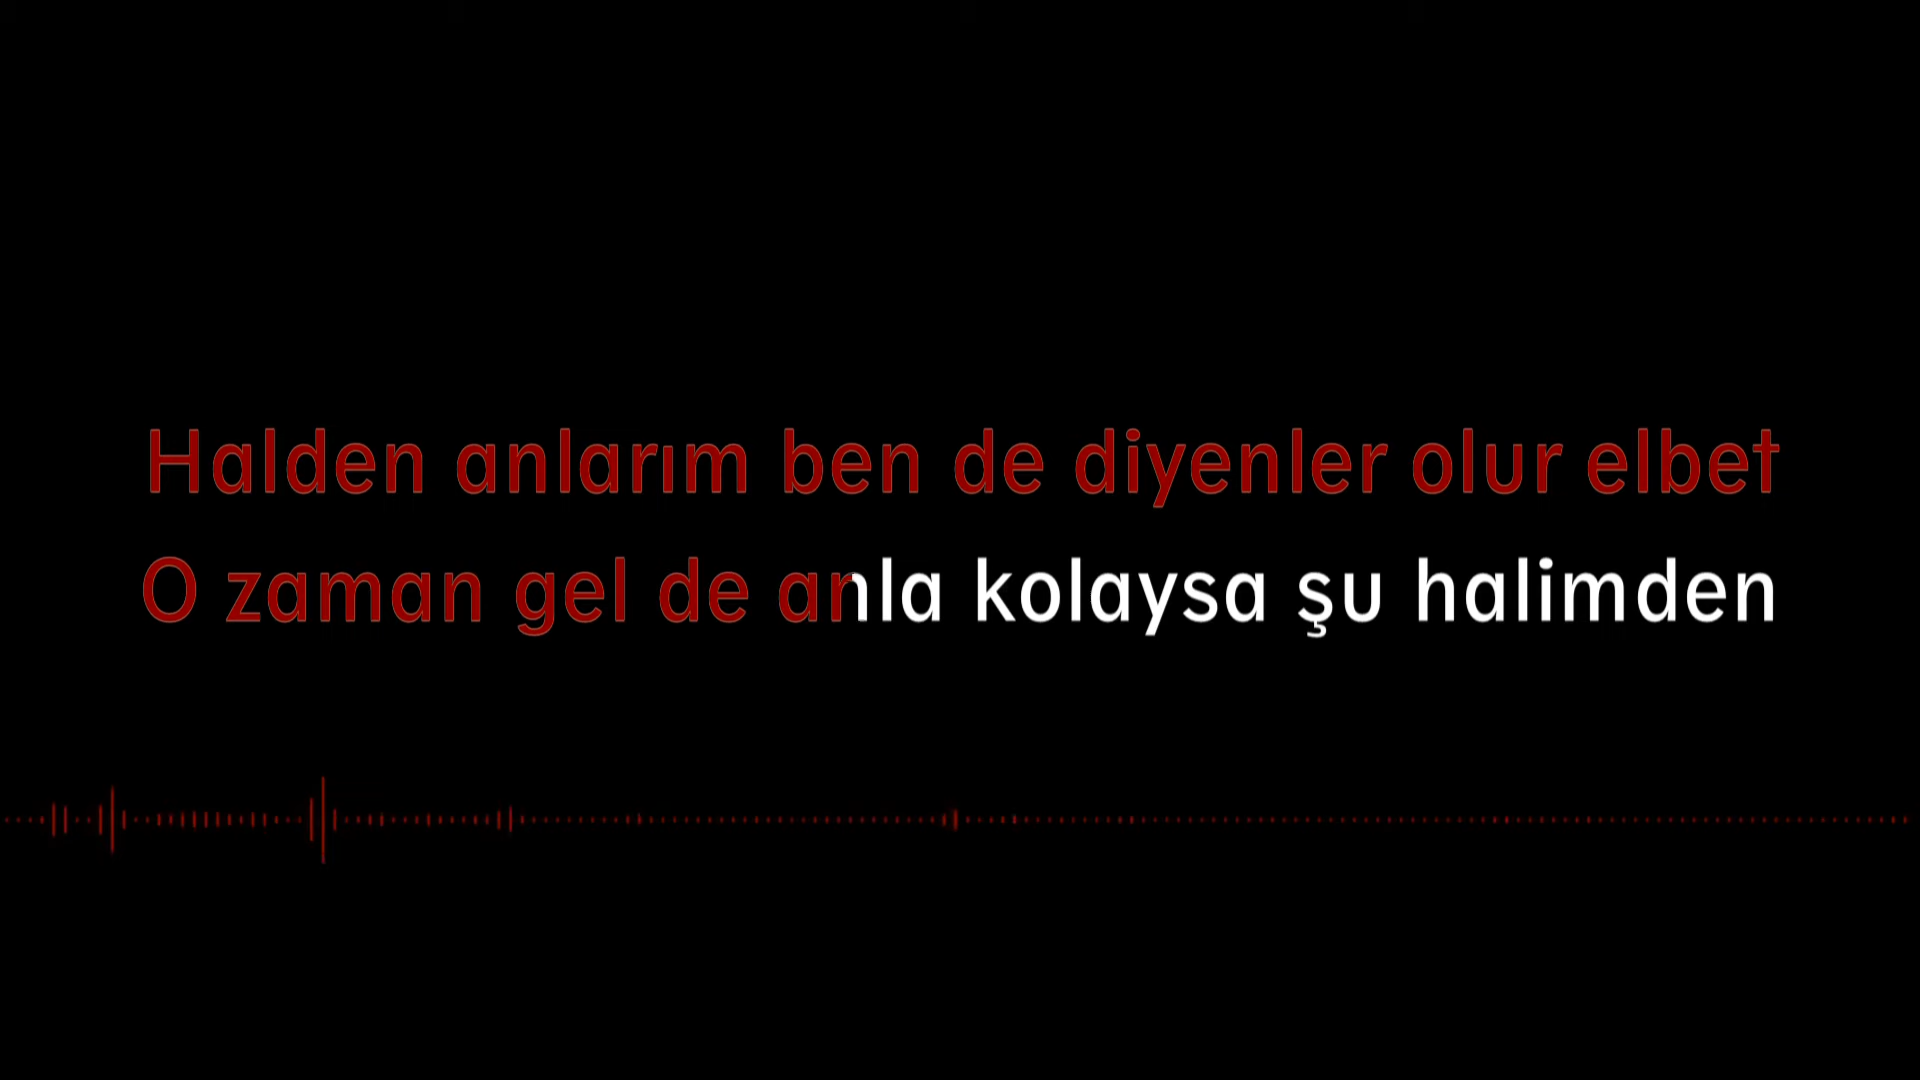 Halden anlarım ben de diyenler olur elbet
O zaman gel de anla kolaysa şu halimden